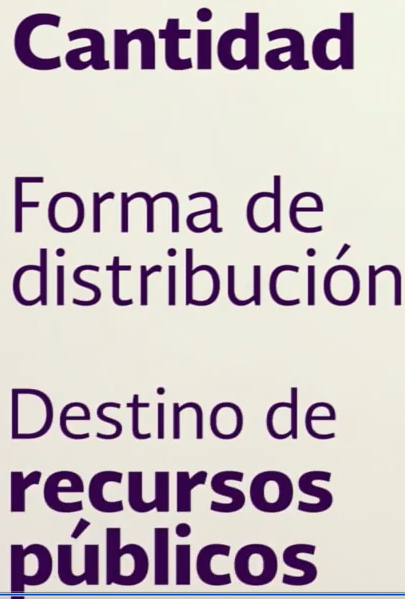 Cantidad
Forma de
distribución
Destino de
recursos
públicos